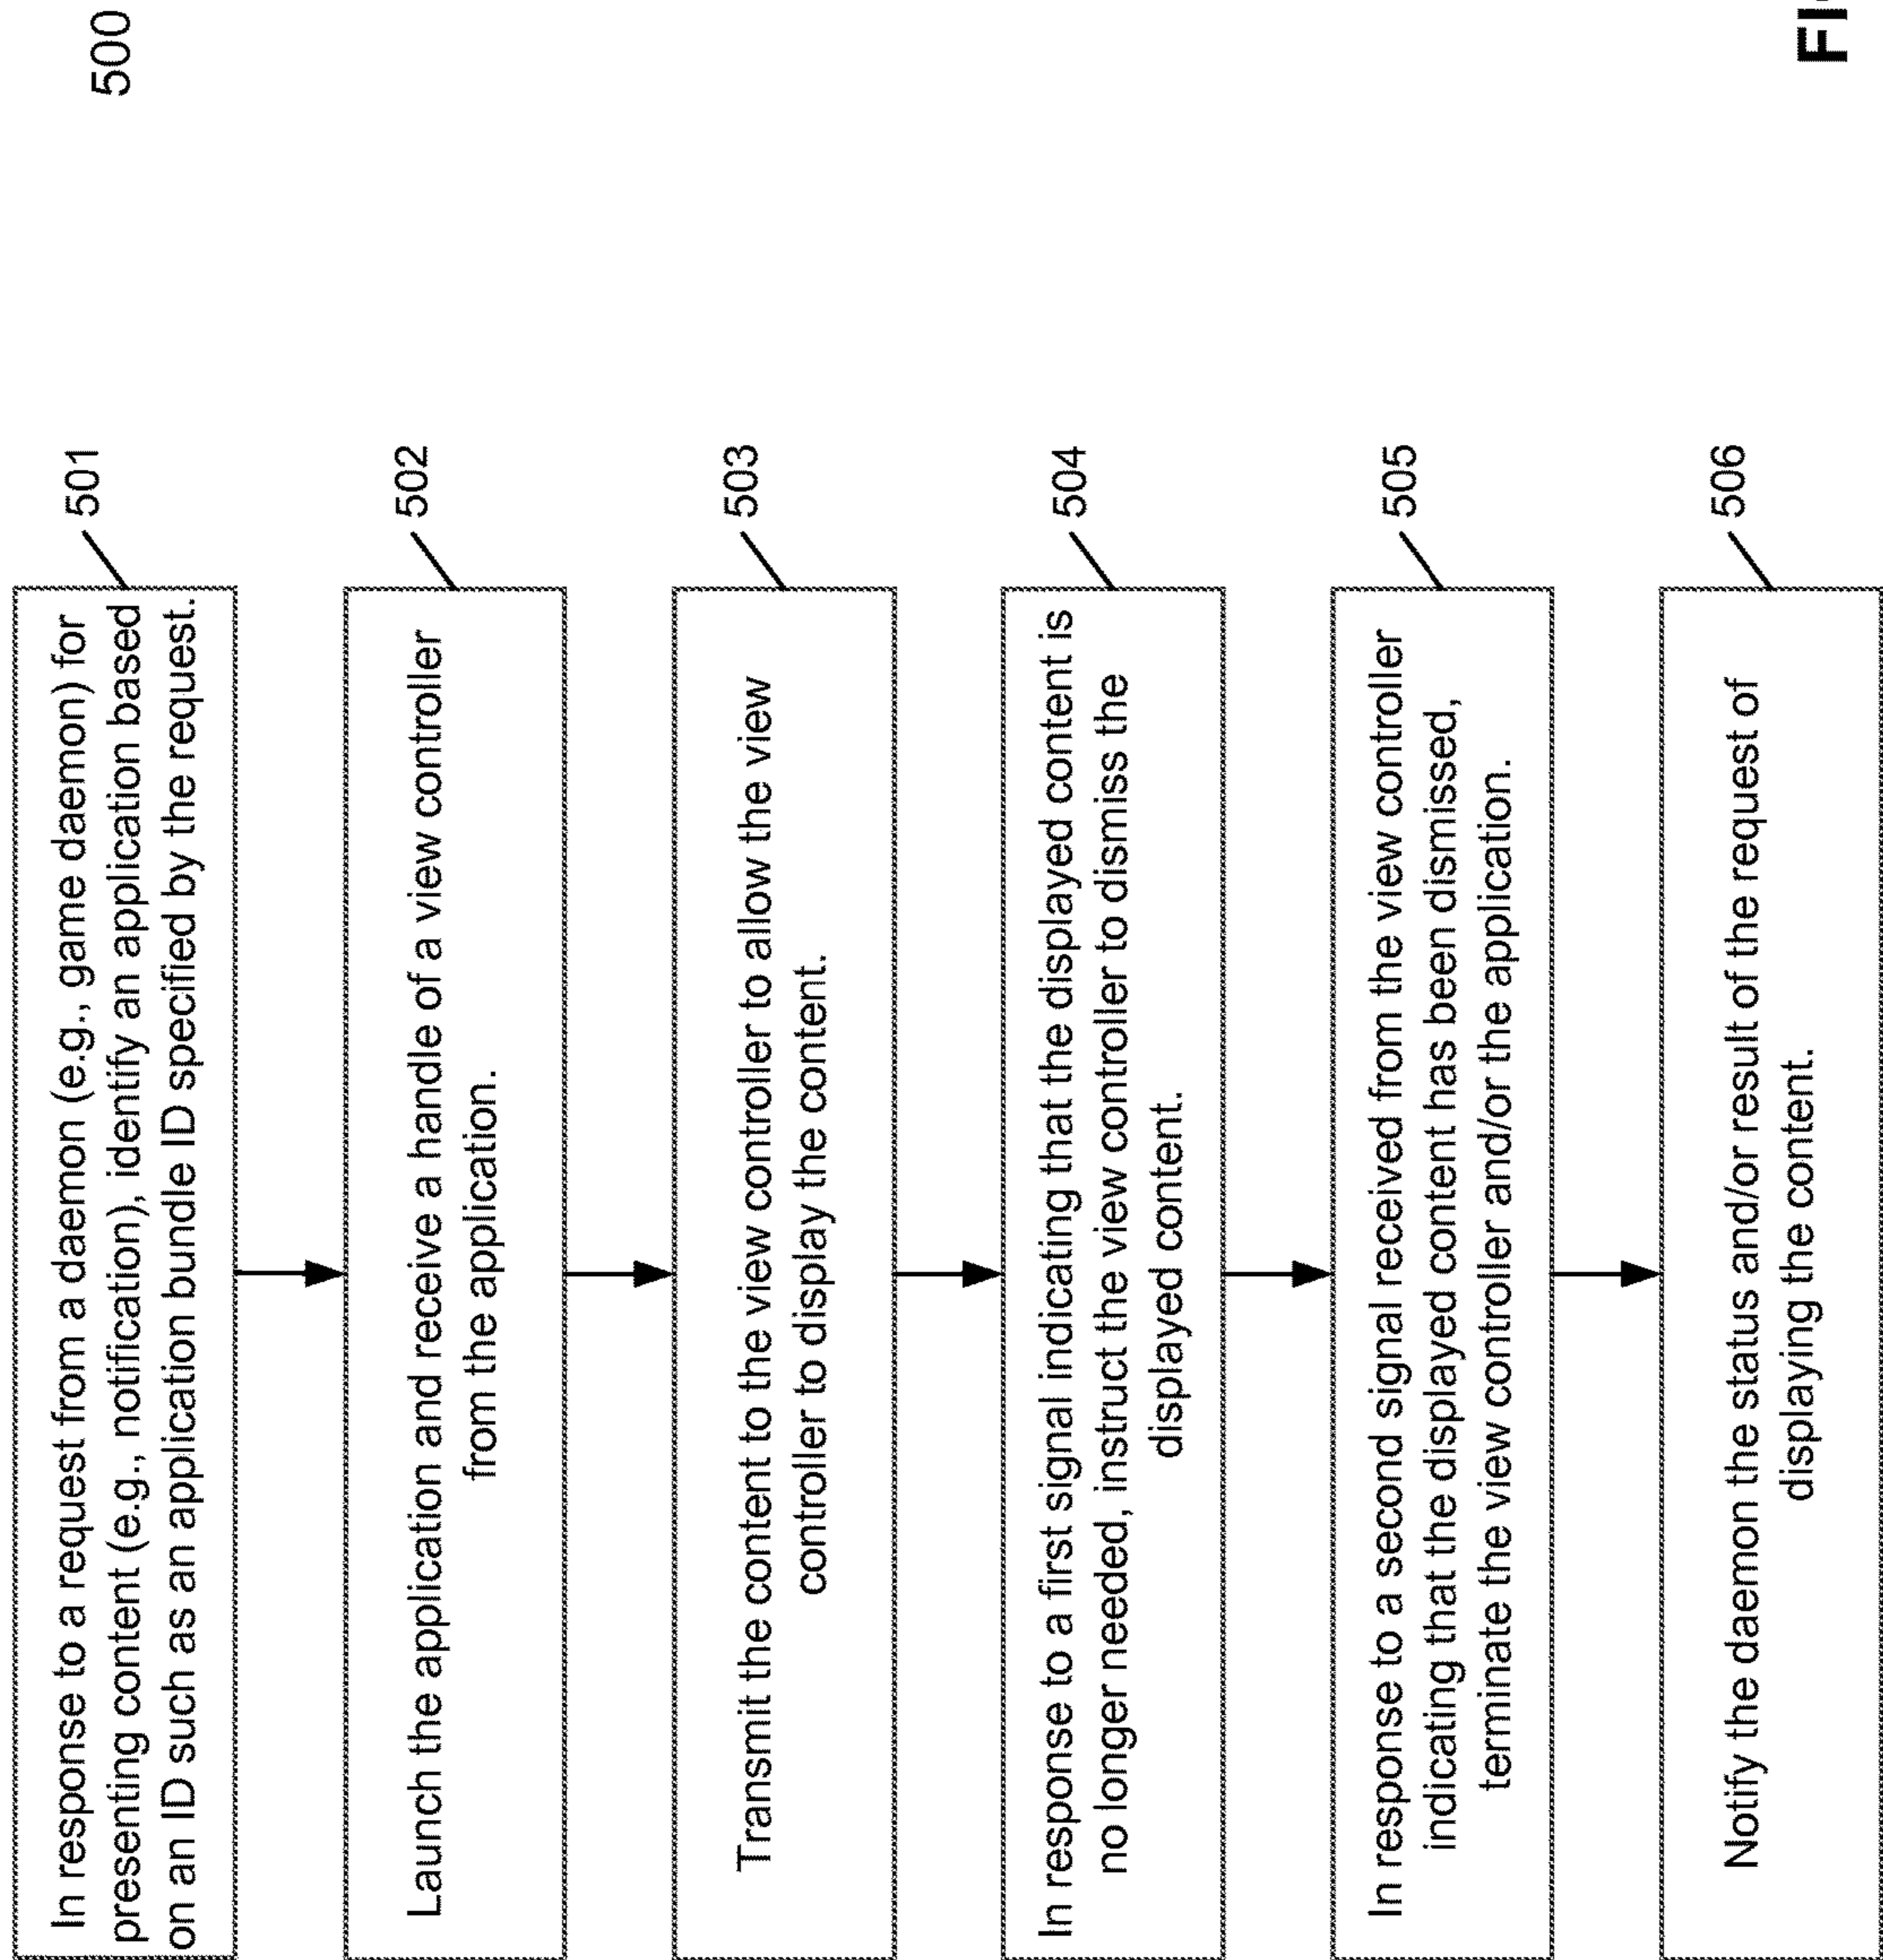 500
In response to a request from a daemon (e.g., game daemon) for
presenting content (e.g., notification), identify an application based
on an ID such as an application bundle ID specified by the request.
501
Launch the application and receive a handle of a view controller
from the application.
502
Transmit the content to the view controller to allow the view
controller to display the content.
503
In response to a first signal indicating that the displayed content is
no longer needed, instruct the view controller to dismiss the
displayed content.
504
In response to a second signal received from the view controller
indicating that the displayed content has been dismissed,
terminate the view controller and/or the application.
505
Notify the daemon the status and/or result of the request of
displaying the content.
506